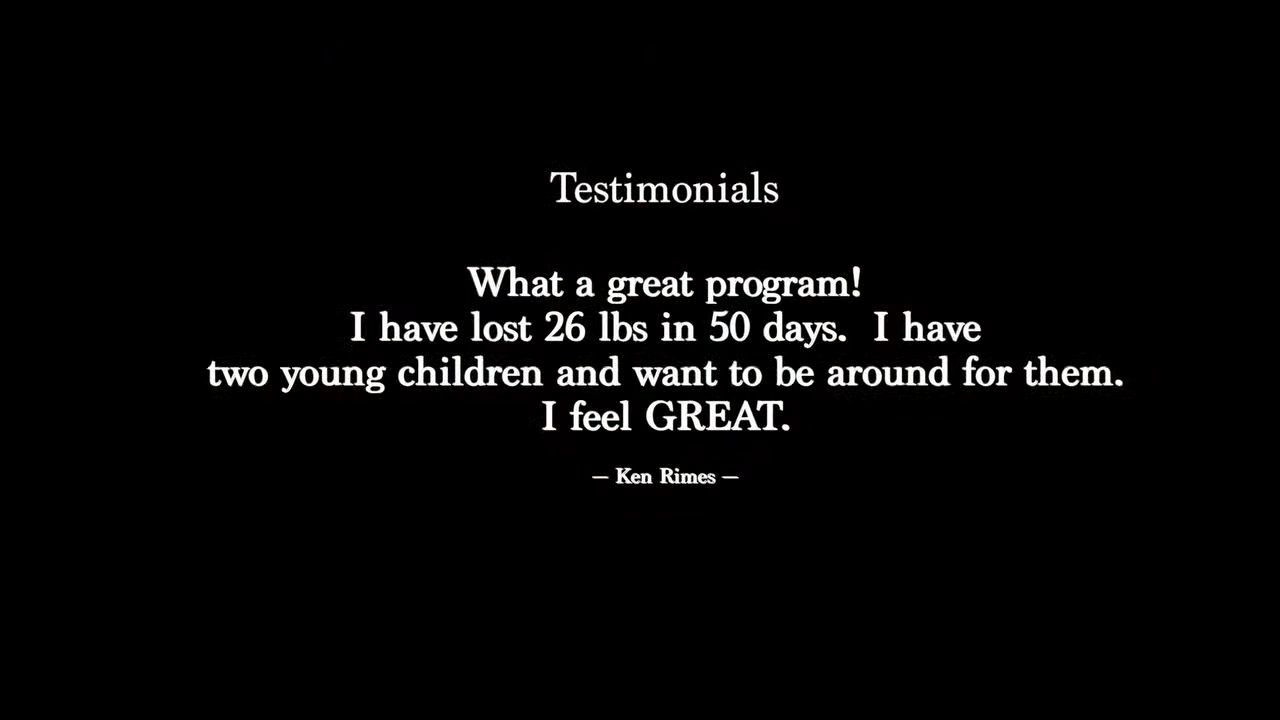 Testimonials
What a great program!
I have lost 26 lbs in 50 days.  I have
two young children and want to be around for them.
I feel GREAT.
— Ken Rimes —